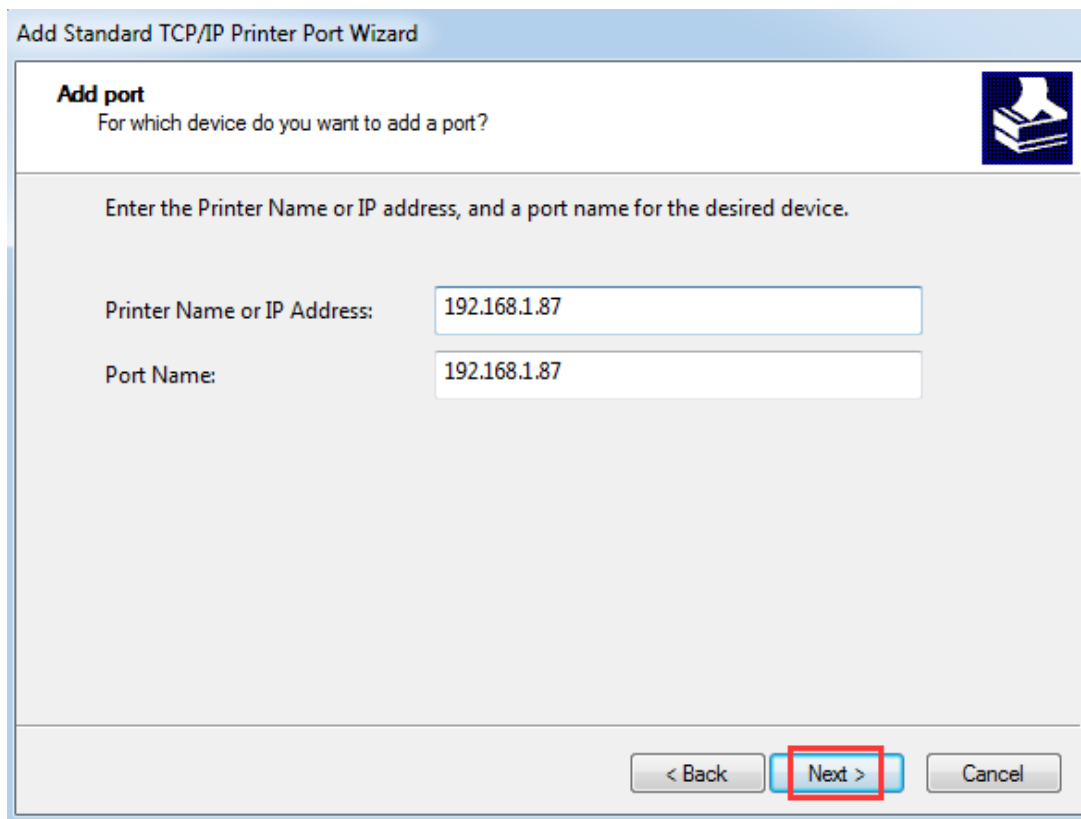 Add Standard TCP/IP Printer Port Wizard
Add port
For which device do you want to add a port?
Enter the Printer Name or IP address, and a port name for the desired device.
Printer Name or IP Address: 192.168.1.87
Port Name: 192.168.1.87
< Back Next > Cancel